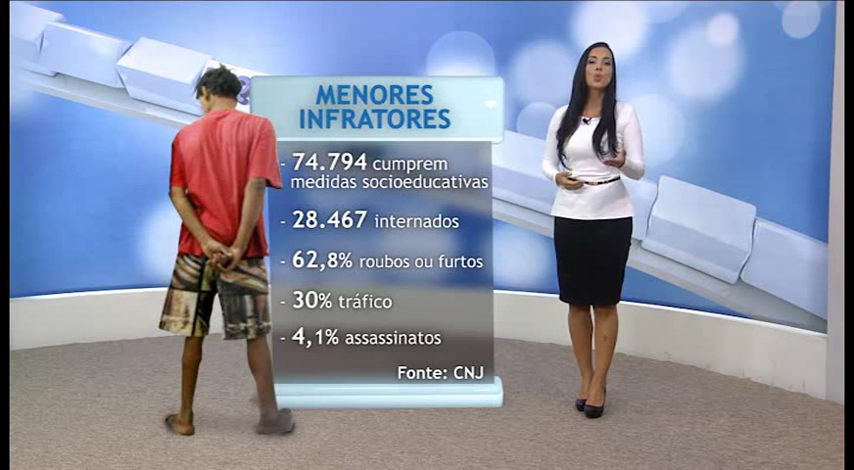 MENORES
INFRATORES
- 74.794 cumprem
medidas socioeducativas
- 28.467 internados
- 62,8% roubos ou furtos
- 30% tráfico
- 4,1% assassinatos
Fonte: CNJ